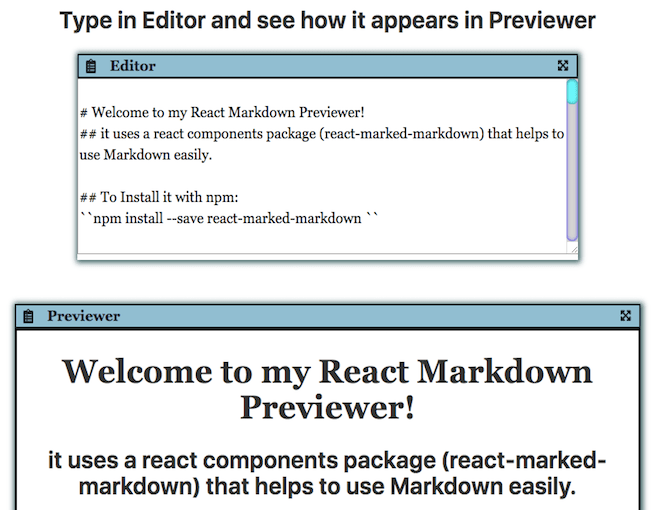 Type in Editor and see how it appears in Previewer
Editor
# Welcome to my React Markdown Previewer!
## it uses a react components package (react-marked-markdown) that helps to
use Markdown easily.
## To Install it with npm:
``npm install --save react-marked-markdown ``
Previewer
Welcome to my React Markdown
Previewer!
it uses a react components package (react-marked-
markdown) that helps to use Markdown easily.